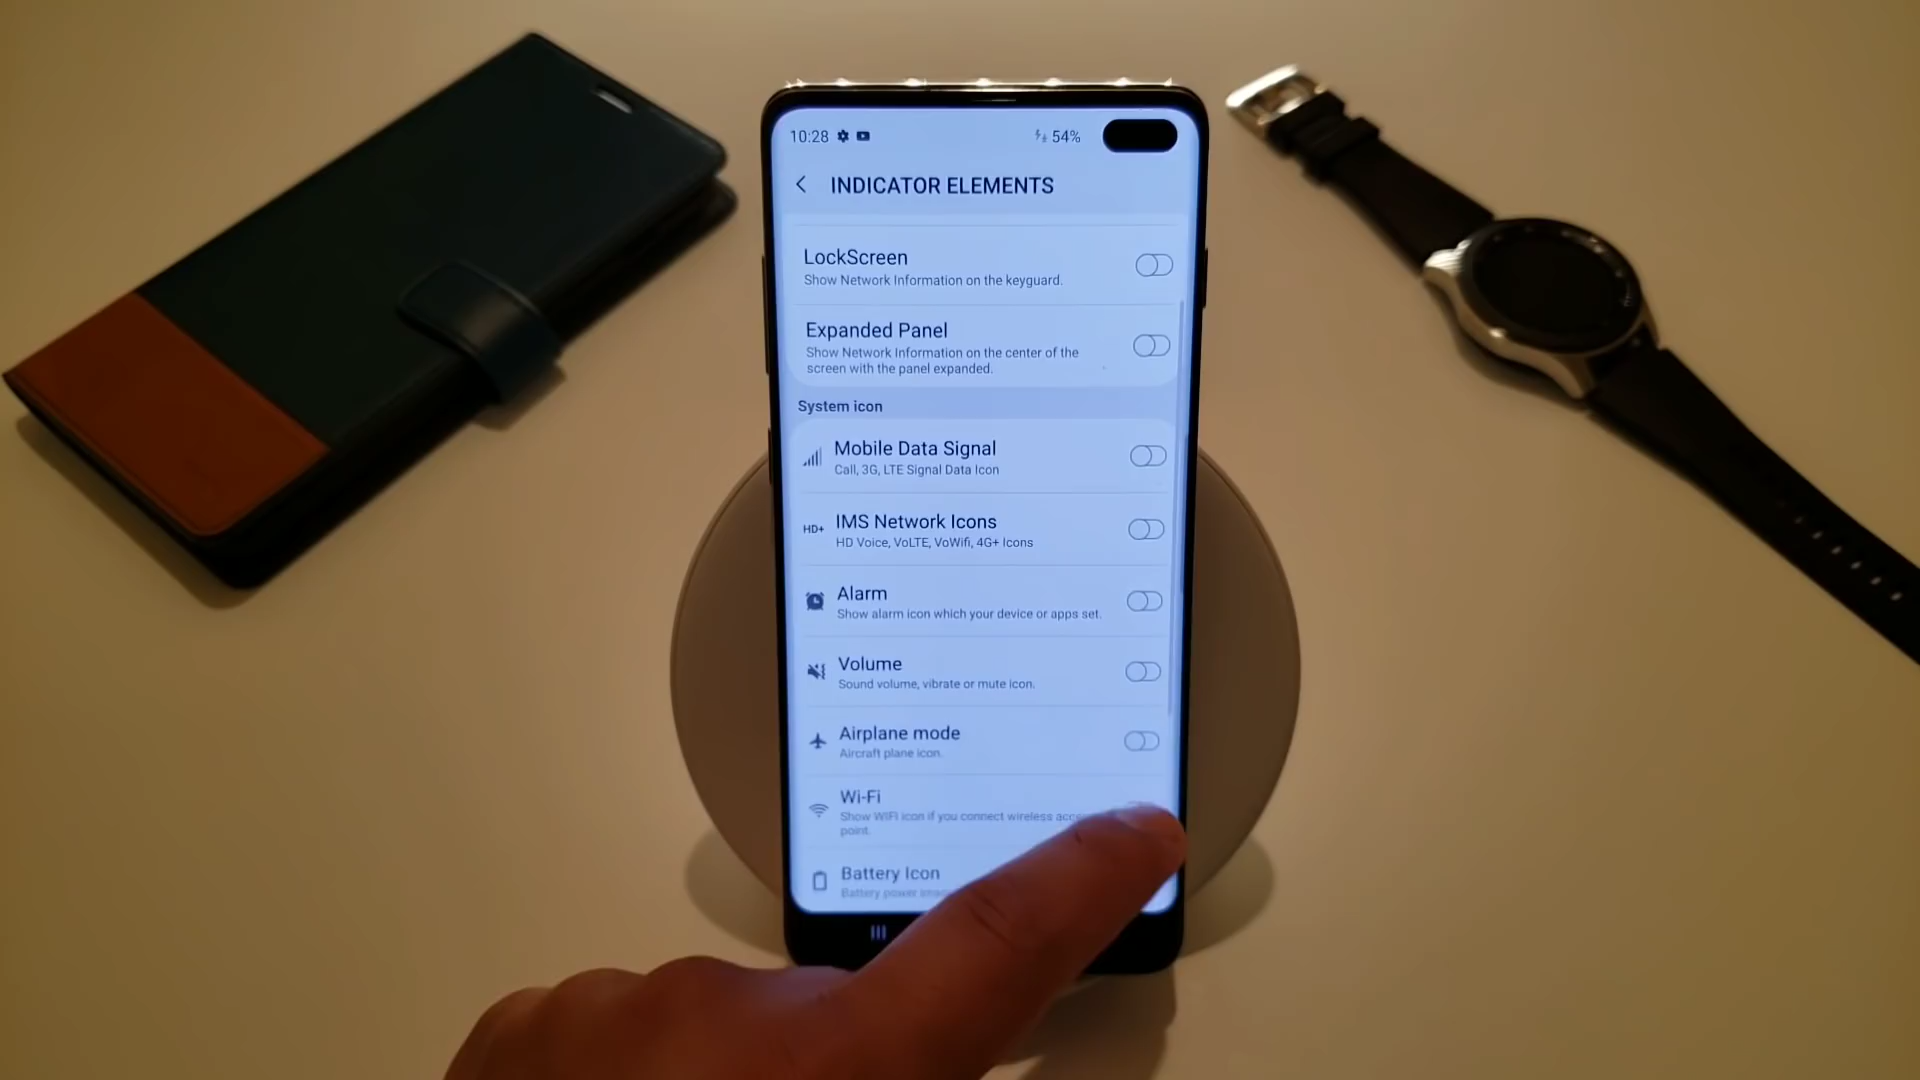 10:28
54%
INDICATOR ELEMENTS
LockScreen
Show Network Information on the keyguard.
Expanded Panel
Show Network Information on the center of the
screen with the panel expanded.
System icon
Mobile Data Signal
Call, 3G, LTE Signal Data Icon
HD+
IMS Network Icons
HD Voice, VoLTE, VoWifi, 4G+ Icons
Alarm
Show alarm icon which your device or apps set.
Volume
Sound volume, vibrate or mute icon.
Airplane mode
Aircraft plane icon.
Wi-Fi
Show WIFI icon if you connect wireless
point.
Battery Icon
Battery power